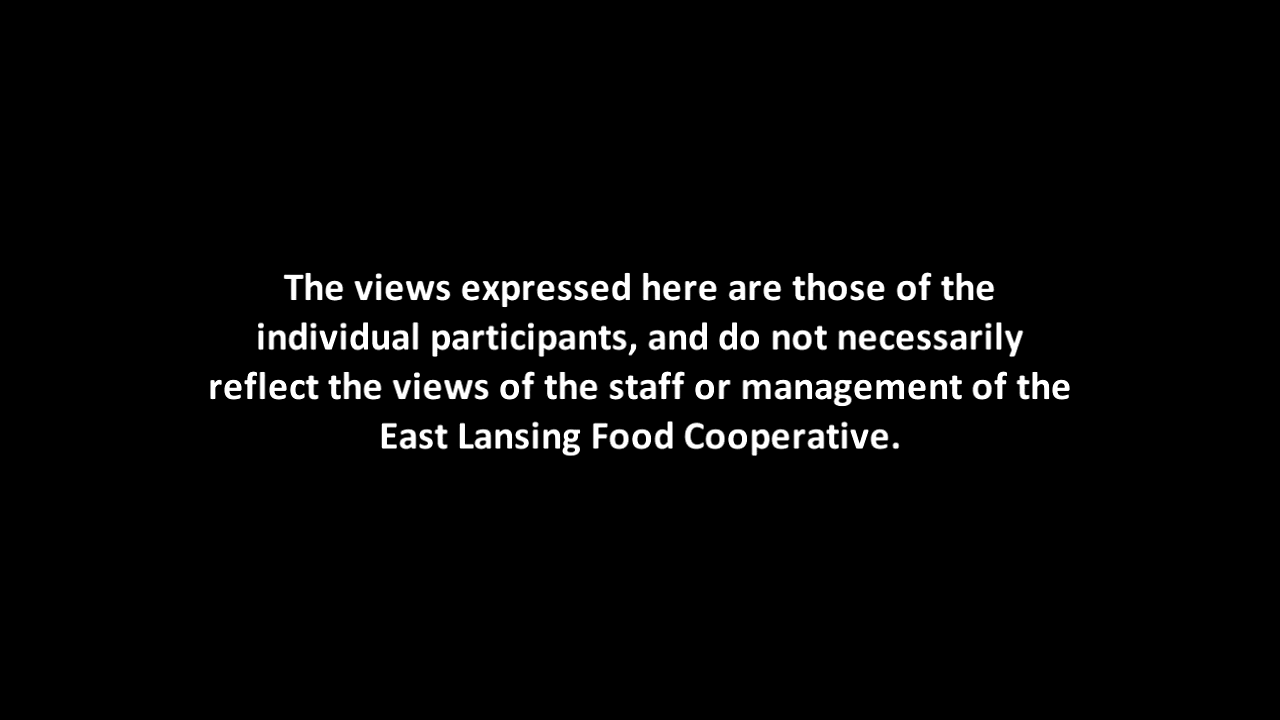 The views expressed here are those of the
individual participants, and do not necessarily
reflect the views of the staff or management of the
East Lansing Food Cooperative.